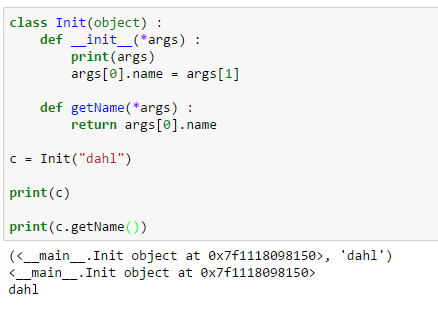 class Init(object) :
    def __init__(*args) :
        print(args)
        args[0].name = args[1]

    def getName(*args) :
        return args[0].name

c = Init("dahl")

print(c)

print(c.getName())
(<__main__.Init object at 0x7f1118098150>, 'dahl')
<__main__.Init object at 0x7f1118098150>
dahl